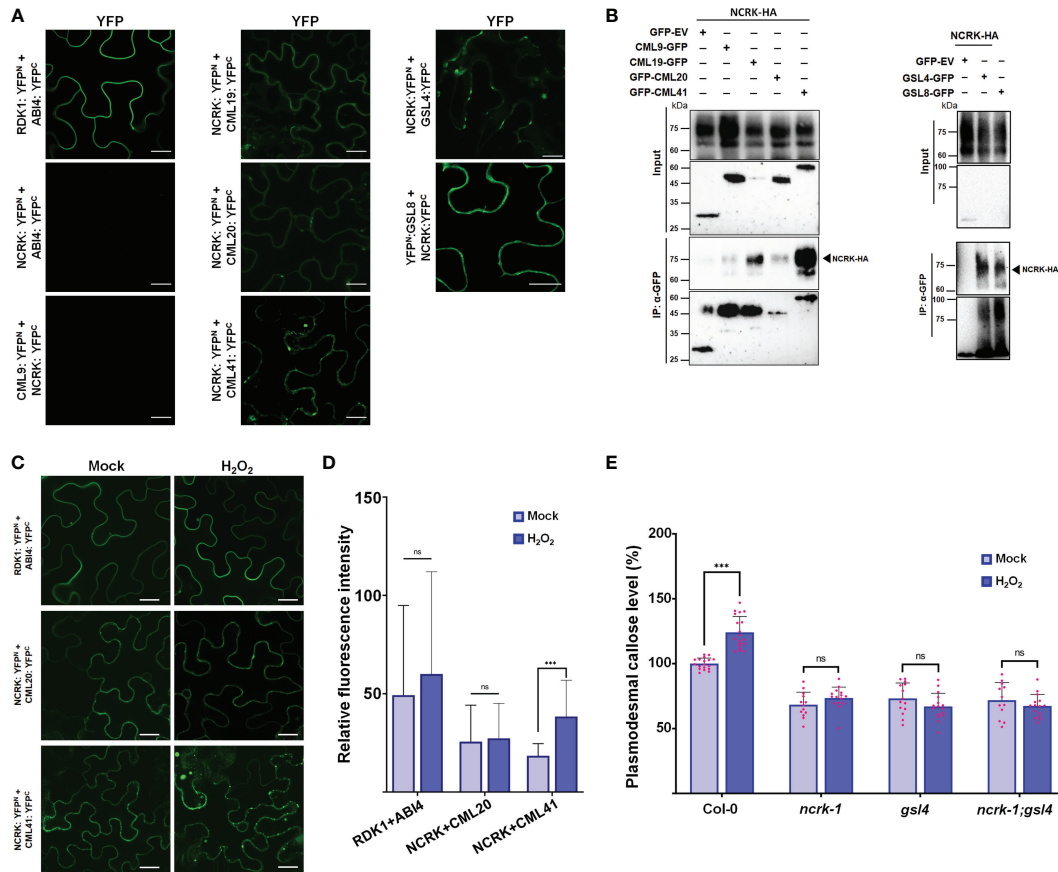 A
YFP
YFP
YFP
RDK1: YFPᴺ +
ABI4: YFPᶜ
NCRK: YFPᴺ +
CML19: YFPᶜ
NCRK:YFPᴺ +
GSL4:YFPᶜ
NCRK: YFPᴺ +
ABI4: YFPᶜ
NCRK: YFPᴺ +
CML20: YFPᶜ
YFPᴺ:GSL8 +
NCRK:YFPᶜ
CML9: YFPᴺ +
NCRK: YFPᶜ
NCRK: YFPᴺ +
CML41: YFPᶜ
B
NCRK-HA
GFP-EV + – – – –
CML9-GFP – + – – –
CML19-GFP – – + – –
GFP-CML20 – – – + –
GFP-CML41 – – – – +
kDa
75
60
Input
60
45
35
25
75
NCRK-HA
60
IP: α-GFP
60
45
35
25
NCRK-HA
GFP-EV + – –
GSL4-GFP – + –
GSL8-GFP – – +
kDa
75
60
Input
100
75
75
NCRK-HA
60
IP: α-GFP
100
75
C
Mock
H₂O₂
RDK1: YFPᴺ +
ABI4: YFPᶜ
NCRK: YFPᴺ +
CML20: YFPᶜ
NCRK: YFPᴺ +
CML41: YFPᶜ
D
Relative fluorescence intensity
150
100
50
Mock
H₂O₂
ns
ns
***
RDK1+ABI4
NCRK+CML20
NCRK+CML41
E
Plasmodesmal callose level (%)
200
150
100
50
0
Mock
H₂O₂
***
ns
ns
ns
Col-0
ncrk-1
gsl4
ncrk-1;gsl4